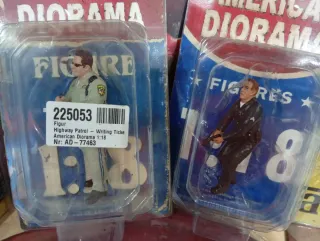 DIORAMA
FIGURE
225053
Figur
Highway Patrol - Writing Ticke
American Diorama 1:18
Nr: AD - 77463
1:18
AMERICAN
DIORAMA
FIGURES
1:18